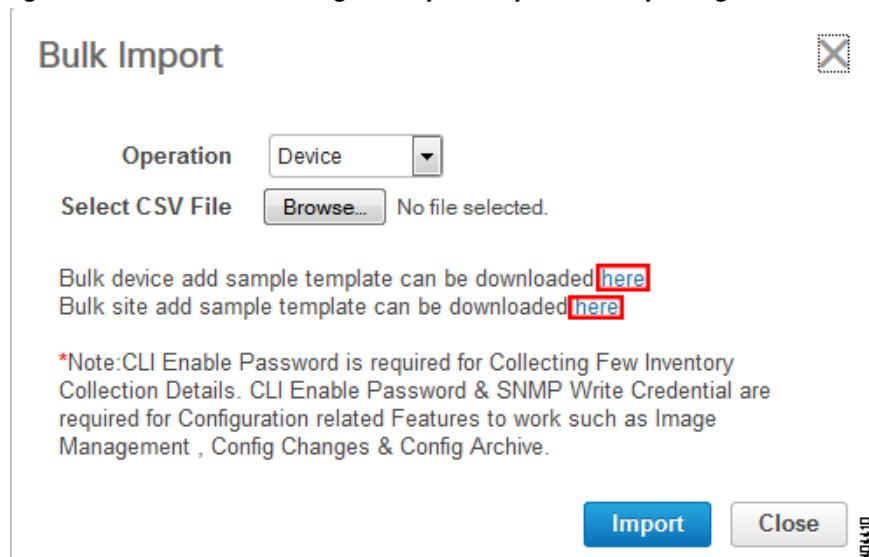 Bulk Import
Operation Device
Select CSV File Browse... No file selected.
Bulk device add sample template can be downloaded here
Bulk site add sample template can be downloaded here
*Note:CLI Enable Password is required for Collecting Few Inventory
Collection Details. CLI Enable Password & SNMP Write Credential are
required for Configuration related Features to work such as Image
Management , Config Changes & Config Archive.
Import Close